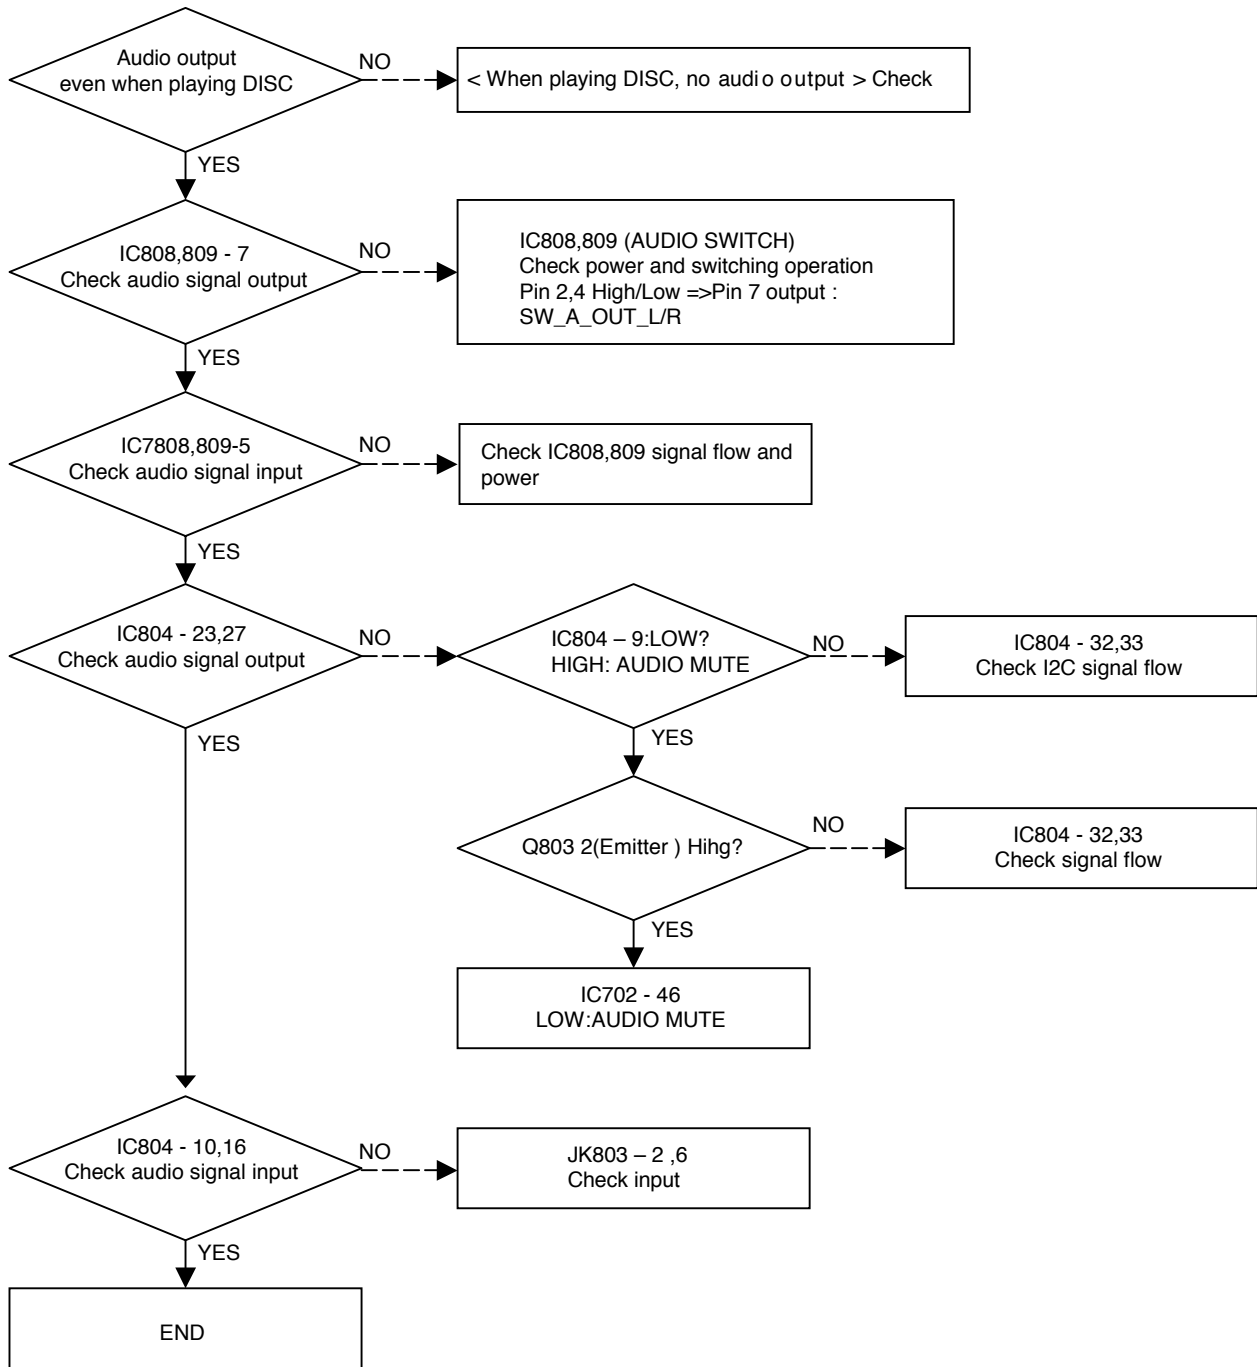 Audio output
even when playing DISC
NO
< When playing DISC, no audio output > Check
YES
IC808,809 - 7
Check audio signal output
NO
IC808,809 (AUDIO SWITCH)
Check power and switching operation
Pin 2,4 High/Low =>Pin 7 output :
SW_A_OUT_L/R
YES
IC7808,809-5
Check audio signal input
NO
Check IC808,809 signal flow and
power
YES
IC804 - 23,27
Check audio signal output
NO
IC804 – 9:LOW?
HIGH: AUDIO MUTE
NO
IC804 - 32,33
Check I2C signal flow
YES
YES
Q803 2(Emitter ) Hihg?
NO
IC804 - 32,33
Check signal flow
YES
IC702 - 46
LOW:AUDIO MUTE
IC804 - 10,16
Check audio signal input
NO
JK803 – 2 ,6
Check input
YES
END